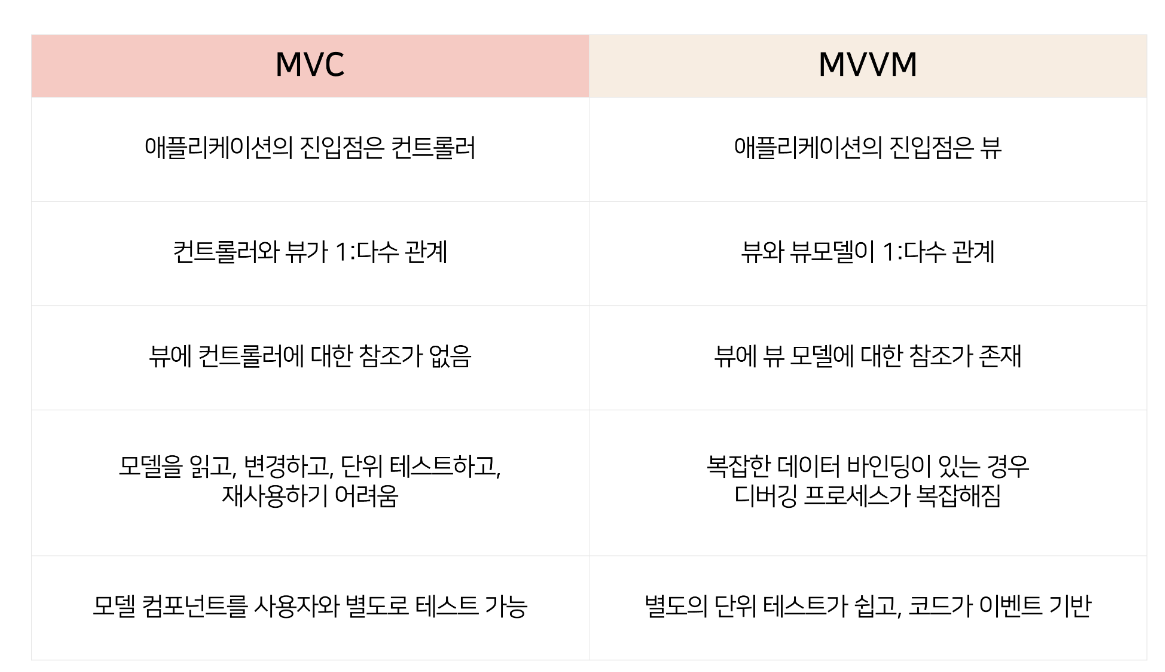 MVC
MVVM
애플리케이션의 진입점은 컨트롤러
애플리케이션의 진입점은 뷰
컨트롤러와 뷰가 1:다수 관계
뷰와 뷰모델이 1:다수 관계
뷰에 컨트롤러에 대한 참조가 없음
뷰에 뷰 모델에 대한 참조가 존재
모델을 읽고, 변경하고, 단위 테스트하고,
재사용하기 어려움
복잡한 데이터 바인딩이 있는 경우
디버깅 프로세스가 복잡해짐
모델 컴포넌트를 사용자와 별도로 테스트 가능
별도의 단위 테스트가 쉽고, 코드가 이벤트 기반